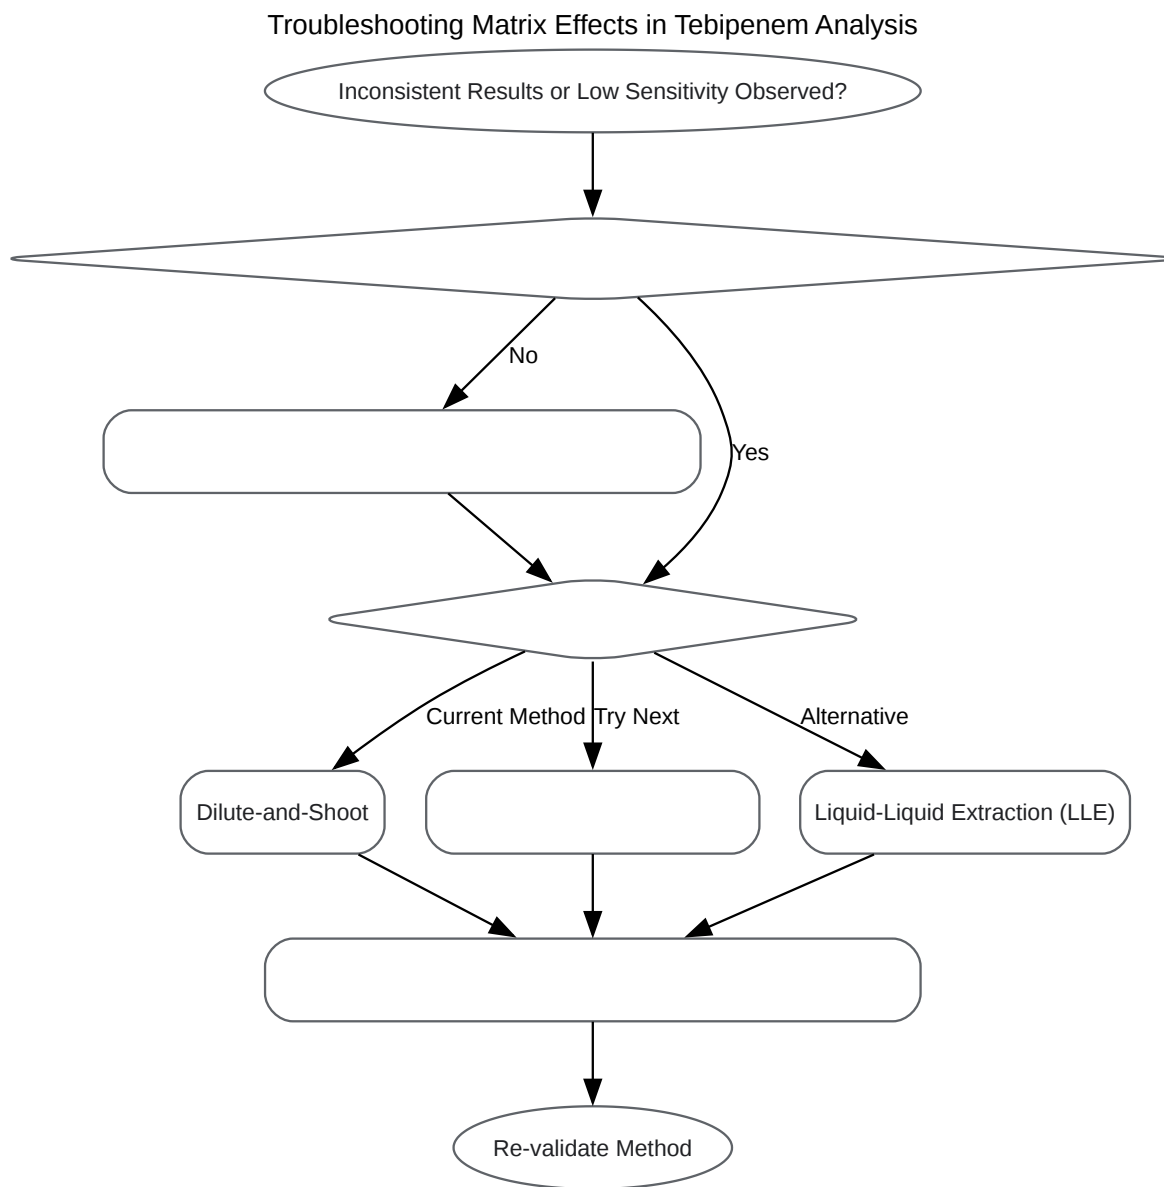 Troubleshooting Matrix Effects in Tebipenem Analysis
Inconsistent Results or Low Sensitivity Observed?
No
Yes
Current Method
Try Next
Alternative
Dilute-and-Shoot
Liquid-Liquid Extraction (LLE)
Re-validate Method